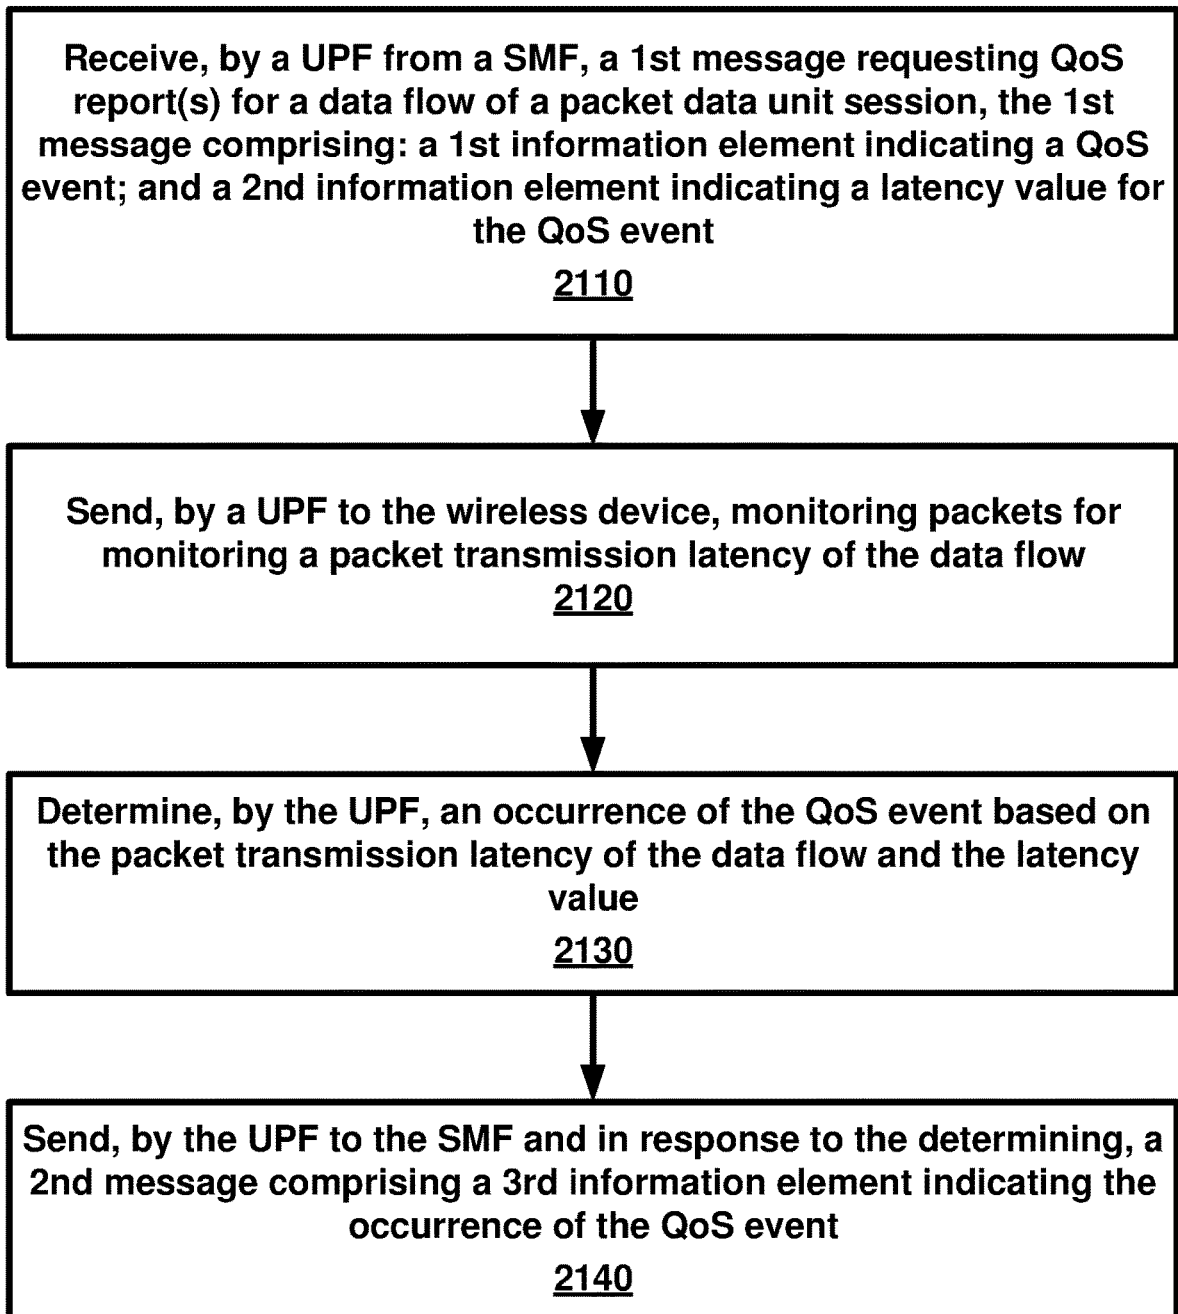 Receive, by a UPF from a SMF, a 1st message requesting QoS
report(s) for a data flow of a packet data unit session, the 1st
message comprising: a 1st information element indicating a QoS
event; and a 2nd information element indicating a latency value for
the QoS event
2110
Send, by a UPF to the wireless device, monitoring packets for
monitoring a packet transmission latency of the data flow
2120
Determine, by the UPF, an occurrence of the QoS event based on
the packet transmission latency of the data flow and the latency
value
2130
Send, by the UPF to the SMF and in response to the determining, a
2nd message comprising a 3rd information element indicating the
occurrence of the QoS event
2140